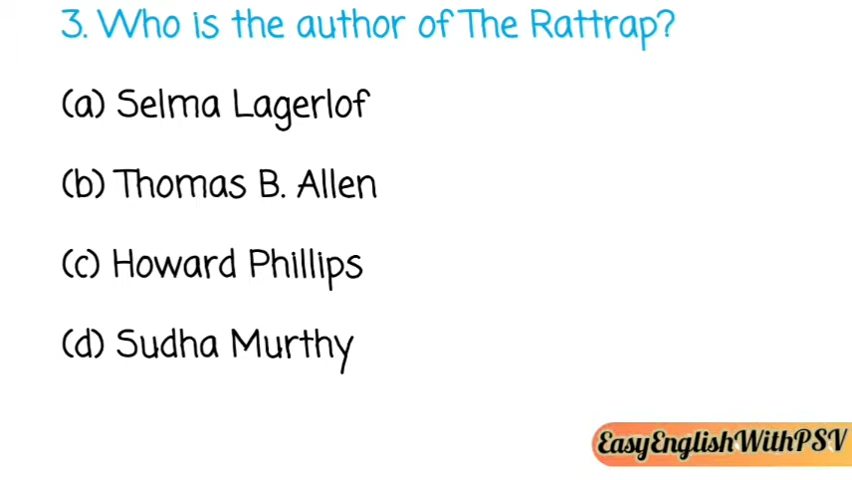 3. Who is the author of The Rattrap?
(a) Selma Lagerlof
(b) Thomas B. Allen
(c) Howard Phillips
(d) Sudha Murthy
EasyEnglishWithPSV